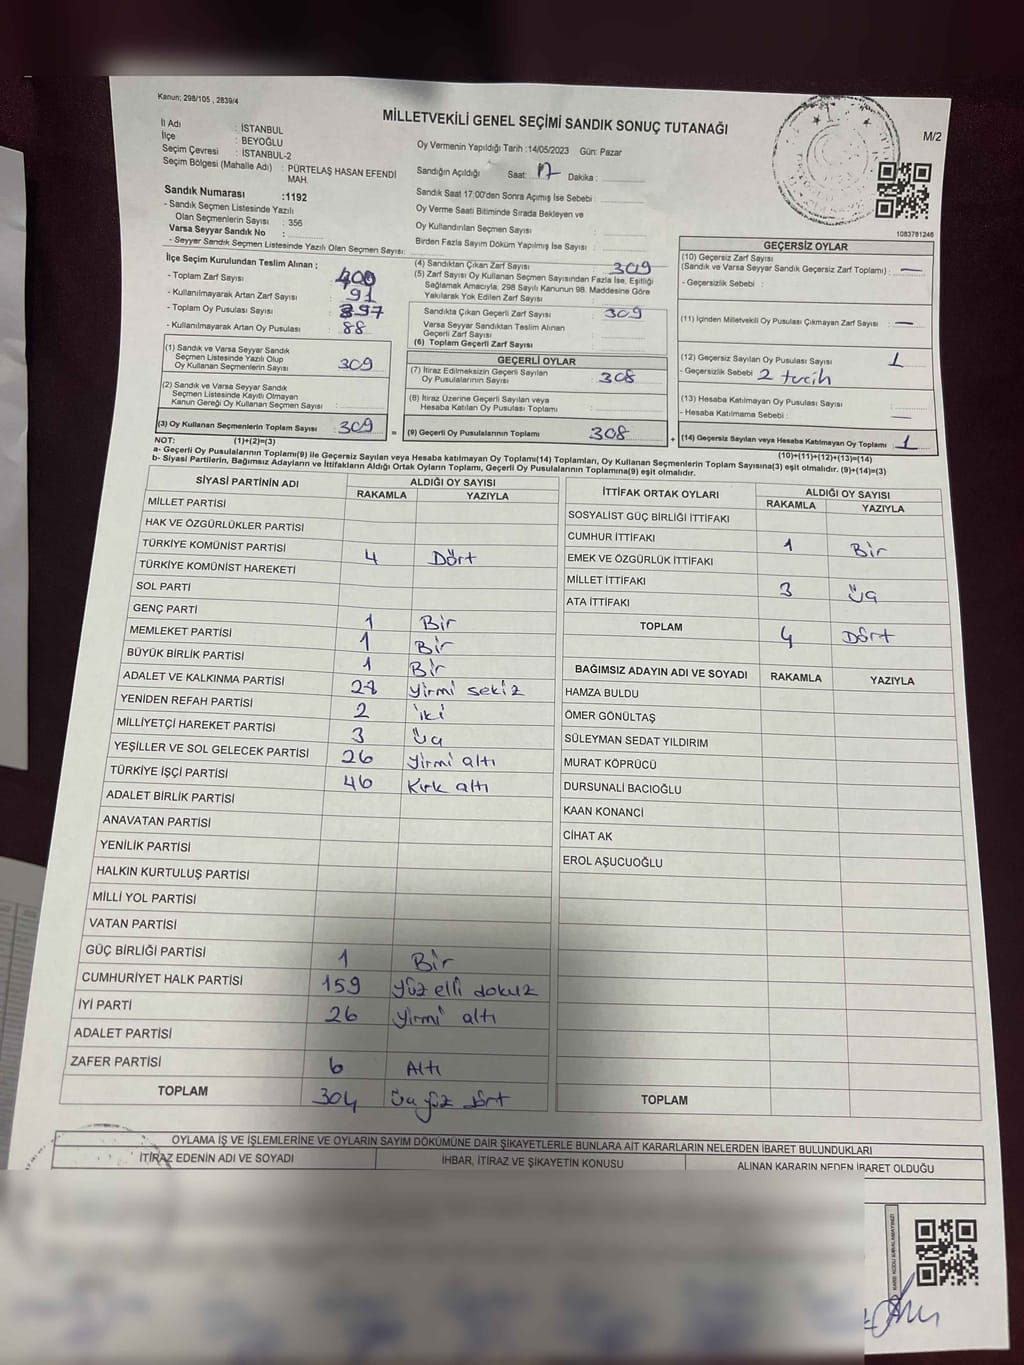 Kanun; 298/105 , 2839/4
MİLLETVEKİLİ GENEL SEÇİMİ SANDIK SONUÇ TUTANAĞI
M/2
İl Adı : İSTANBUL
İlçe : BEYOĞLU
Seçim Çevresi : İSTANBUL-2
Seçim Bölgesi (Mahalle Adı) : PÜRTELAŞ HASAN EFENDİ
MAH.
Sandık Numarası :1192
- Sandık Seçmen Listesinde Yazılı
Olan Seçmenlerin Sayısı : 356
Varsa Seyyar Sandık No :
- Seyyar Sandık Seçmen Listesinde Yazılı Olan Seçmen Sayısı:
Oy Vermenin Yapıldığı Tarih :14/05/2023 Gün: Pazar
Sandığın Açıldığı Saat: 17 Dakika :
Sandık Saat 17:00'den Sonra Açımış İse Sebebi :
Oy Verme Saati Bitiminde Sırada Bekleyen ve
Oy Kullandırılan Seçmen Sayısı :
Birden Fazla Sayım Döküm Yapılmış İse Sayısı :
1083781246
İlçe Seçim Kurulundan Teslim Alınan ;
- Toplam Zarf Sayısı : 400
- Kullanılmayarak Artan Zarf Sayısı : 91
- Toplam Oy Pusulası Sayısı : 397
- Kullanılmayarak Artan Oy Pusulası : 88
(1) Sandık ve Varsa Seyyar Sandık
Seçmen Listesinde Yazılı Olup
Oy Kullanan Seçmenlerin Sayısı : 309
(2) Sandık ve Varsa Seyyar Sandık
Seçmen Listesinde Kayıtlı Olmayan
Kanun Gereği Oy Kullanan Seçmen Sayısı :
(3) Oy Kullanan Seçmenlerin Toplam Sayısı : 309 =
(4) Sandıktan Çıkan Zarf Sayısı : 309
(5) Zarf Sayısı Oy Kullanan Seçmen Sayısından Fazla İse, Eşitliği
Sağlamak Amacıyla, 298 Sayılı Kanunun 98. Maddesine Göre
Yakılarak Yok Edilen Zarf Sayısı :
Sandıkta Çıkan Geçerli Zarf Sayısı : 309
Varsa Seyyar Sandıktan Teslim Alınan
Geçerli Zarf Sayısı :
(6) Toplam Geçerli Zarf Sayısı :
GEÇERLİ OYLAR
(7) İtiraz Edilmeksizin Geçerli Sayılan
Oy Pusulalarının Sayısı : 308
(8) İtiraz Üzerine Geçerli Sayılan veya
Hesaba Katılan Oy Pusulası Toplamı :
(9) Geçerli Oy Pusulalarının Toplamı : 308 +
GEÇERSİZ OYLAR
(10) Geçersiz Zarf Sayısı
(Sandık ve Varsa Seyyar Sandık Geçersiz Zarf Toplamı) : —
- Geçersizlik Sebebi :
(11) İçinden Milletvekili Oy Pusulası Çıkmayan Zarf Sayısı : —
(12) Geçersiz Sayılan Oy Pusulası Sayısı : 1
- Geçersizlik Sebebi : 2 tercih
(13) Hesaba Katılmayan Oy Pusulası Sayısı :
- Hesaba Katılmama Sebebi : —
(14) Geçersiz Sayılan veya Hesaba Katılmayan Oy Toplamı : 1
NOT: (1)+(2)=(3)
(10)+(11)+(12)+(13)=(14)
a- Geçerli Oy Pusulalarının Toplamı(9) ile Geçersiz Sayılan veya Hesaba katılmayan Oy Toplamı(14) Toplamları, Oy Kullanan Seçmenlerin Toplam Sayısına(3) eşit olmalıdır. (9)+(14)=(3)
b- Siyasi Partilerin, Bağımsız Adayların ve İttifakların Aldığı Ortak Oyların Toplamı, Geçerli Oy Pusulalarının Toplamına(9) eşit olmalıdır.
SİYASİ PARTİNİN ADI ALDIĞI OY SAYISI
RAKAMLA YAZIYLA
MİLLET PARTİSİ
HAK VE ÖZGÜRLÜKLER PARTİSİ
TÜRKİYE KOMÜNİST PARTİSİ 4 Dört
TÜRKİYE KOMÜNİST HAREKETİ
SOL PARTİ
GENÇ PARTİ 1 Bir
MEMLEKET PARTİSİ 1 Bir
BÜYÜK BİRLİK PARTİSİ 1 Bir
ADALET VE KALKINMA PARTİSİ 28 yirmi sekiz
YENİDEN REFAH PARTİSİ 2 iki
MİLLİYETÇİ HAREKET PARTİSİ 3 üç
YEŞİLLER VE SOL GELECEK PARTİSİ 26 yirmi altı
TÜRKİYE İŞÇİ PARTİSİ 46 Kırk altı
ADALET BİRLİK PARTİSİ
ANAVATAN PARTİSİ
YENİLİK PARTİSİ
HALKIN KURTULUŞ PARTİSİ
MİLLİ YOL PARTİSİ
VATAN PARTİSİ
GÜÇ BİRLİĞİ PARTİSİ 1 Bir
CUMHURİYET HALK PARTİSİ 159 yüz elli dokuz
İYİ PARTİ 26 yirmi altı
ADALET PARTİSİ
ZAFER PARTİSİ 6 Altı
TOPLAM 304 üç yüz dört
İTTİFAK ORTAK OYLARI ALDIĞI OY SAYISI
RAKAMLA YAZIYLA
SOSYALİST GÜÇ BİRLİĞİ İTTİFAKI
CUMHUR İTTİFAKI 1 Bir
EMEK VE ÖZGÜRLÜK İTTİFAKI
MİLLET İTTİFAKI 3 üç
ATA İTTİFAKI
TOPLAM 4 Dört
BAĞIMSIZ ADAYIN ADI VE SOYADI RAKAMLA YAZIYLA
HAMZA BULDU
ÖMER GÖNÜLTAŞ
SÜLEYMAN SEDAT YILDIRIM
MURAT KÖPRÜCÜ
DURSUNALİ BACIOĞLU
KAAN KONANCİ
CİHAT AK
EROL AŞUCUOĞLU
TOPLAM
OYLAMA İŞ VE İŞLEMLERİNE VE OYLARIN SAYIM DÖKÜMÜNE DAİR ŞİKAYETLERLE BUNLARA AİT KARARLARIN NELERDEN İBARET BULUNDUKLARI
İTİRAZ EDENİN ADI VE SOYADI İHBAR, İTİRAZ VE ŞİKAYETİN KONUSU ALINAN KARARIN NEDEN İBARET OLDUĞU